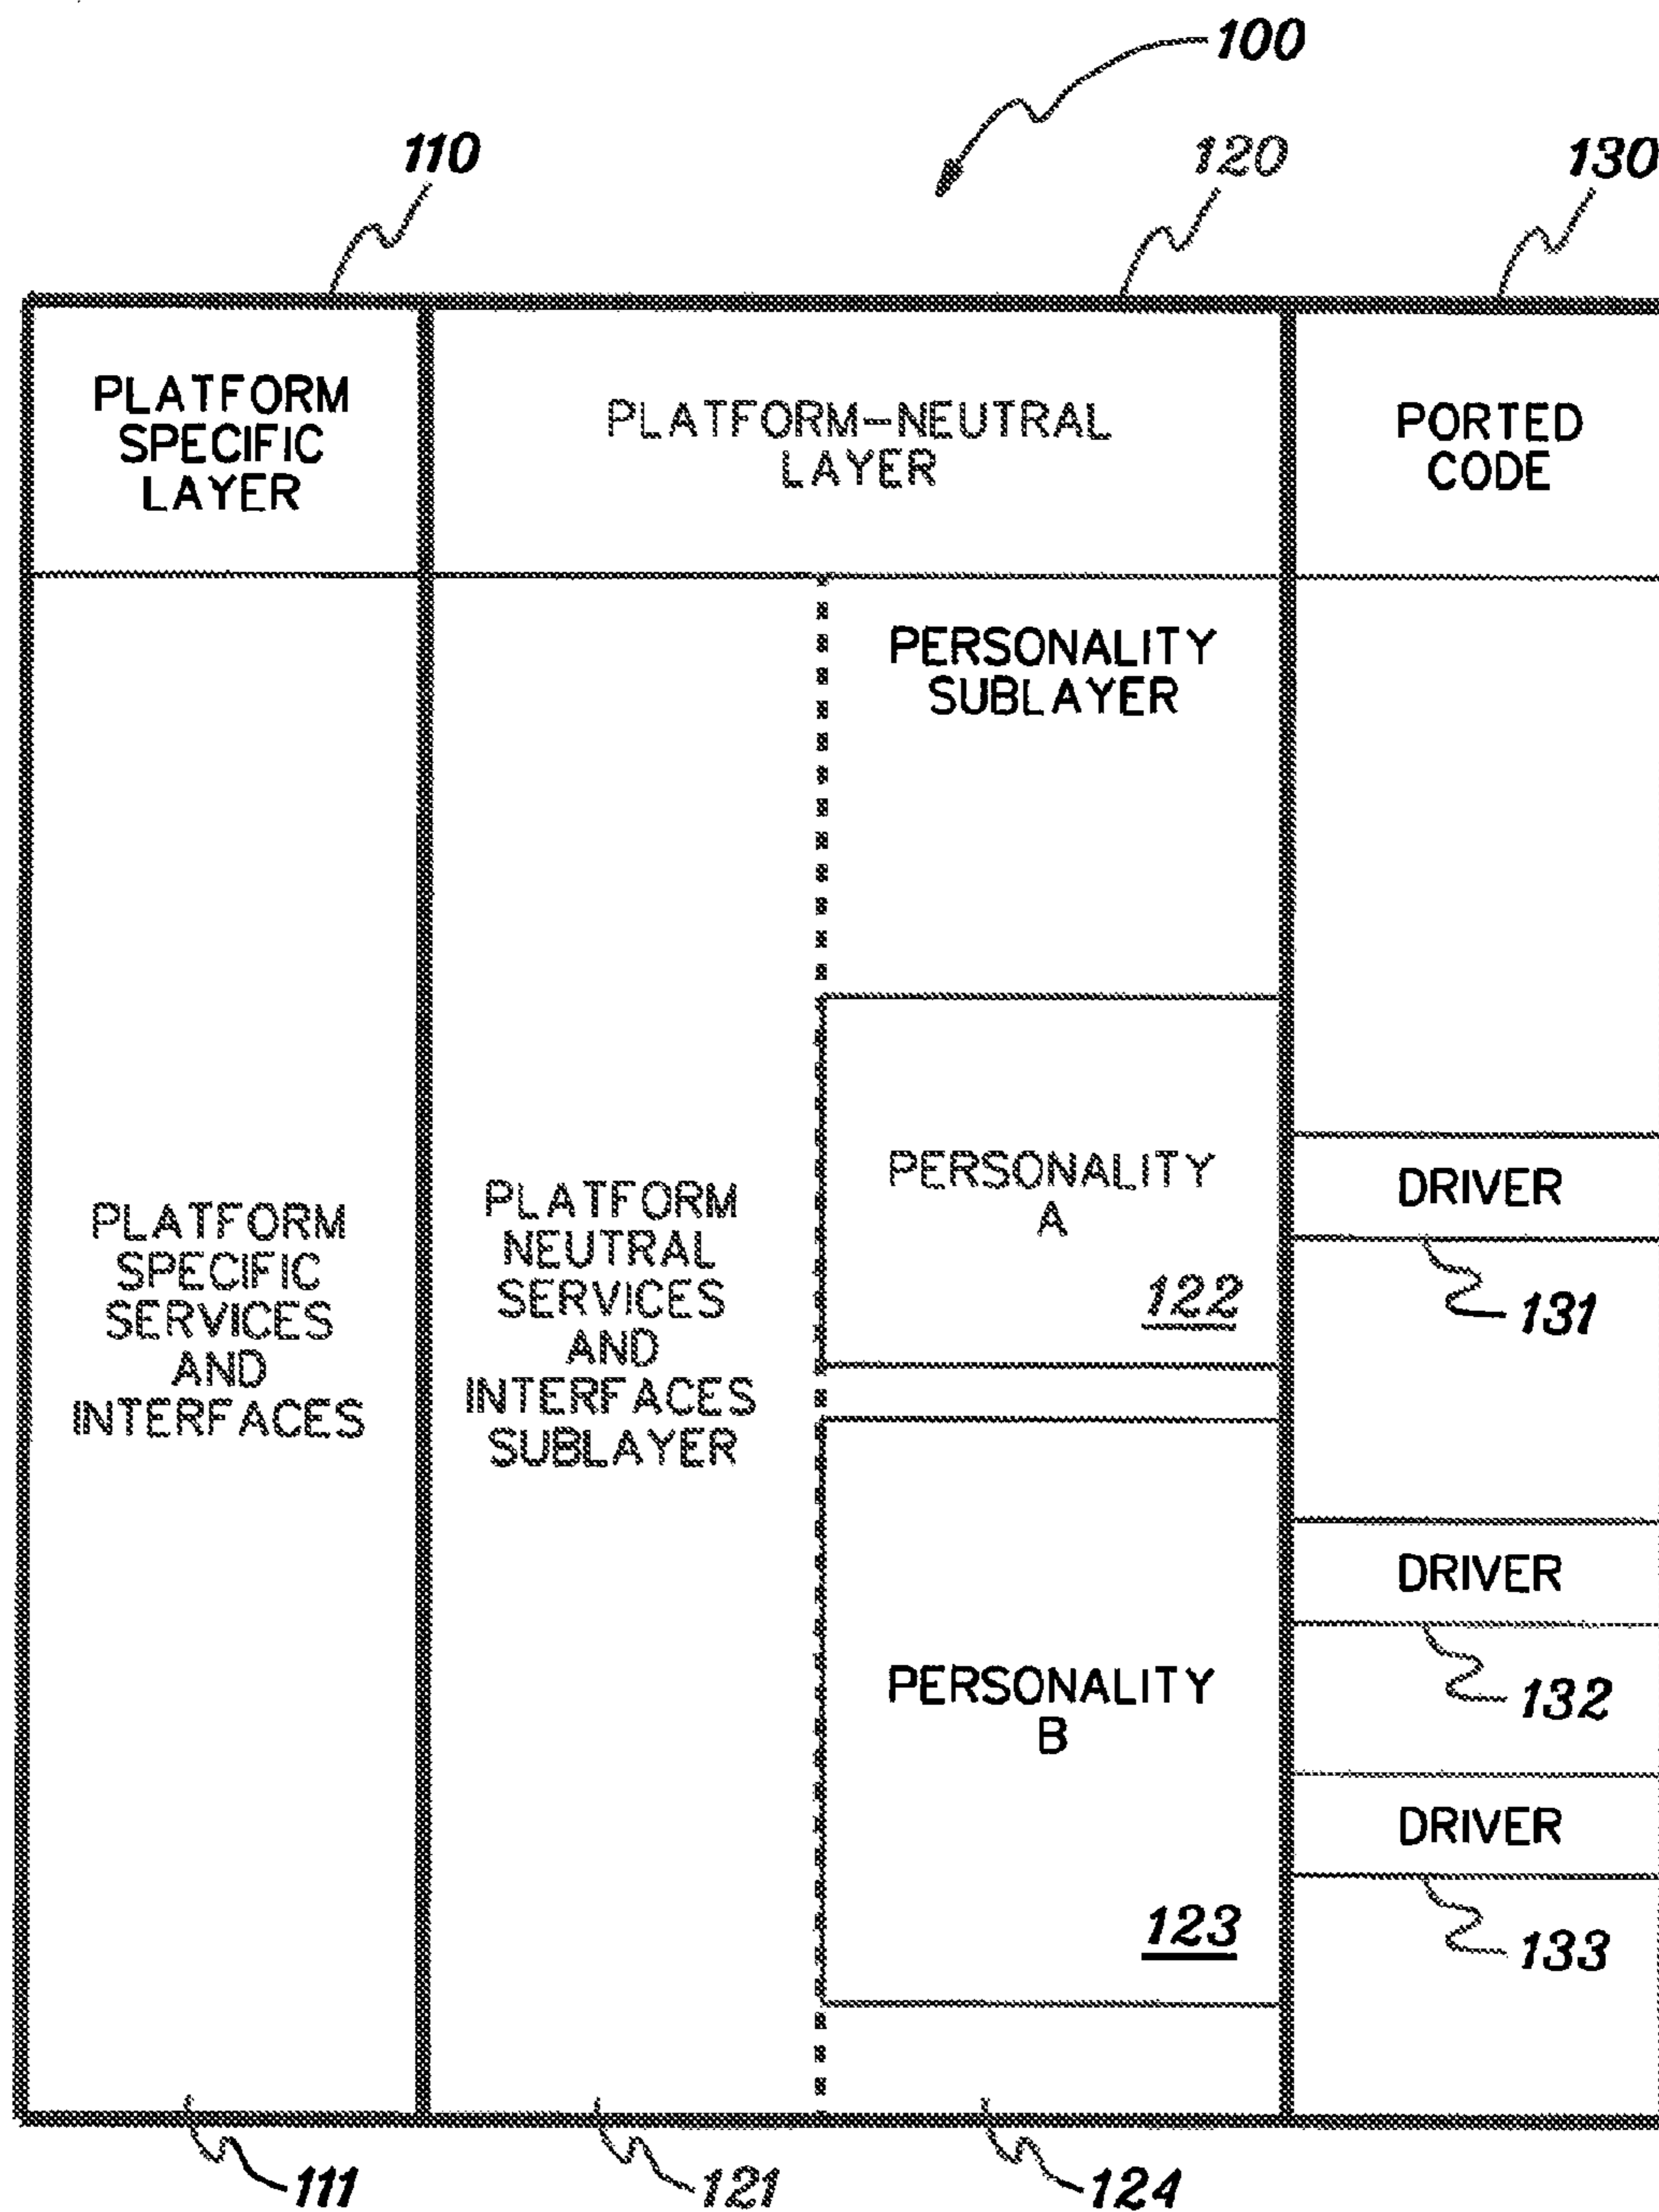 100
110
120
130
PLATFORM
SPECIFIC
LAYER
PLATFORM-NEUTRAL
LAYER
PORTED
CODE
PERSONALITY
SUBLAYER
PLATFORM
SPECIFIC
SERVICES
AND
INTERFACES
PLATFORM
NEUTRAL
SERVICES
AND
INTERFACES
SUBLAYER
PERSONALITY
A
122
DRIVER
131
PERSONALITY
B
123
DRIVER
132
DRIVER
133
111
121
124